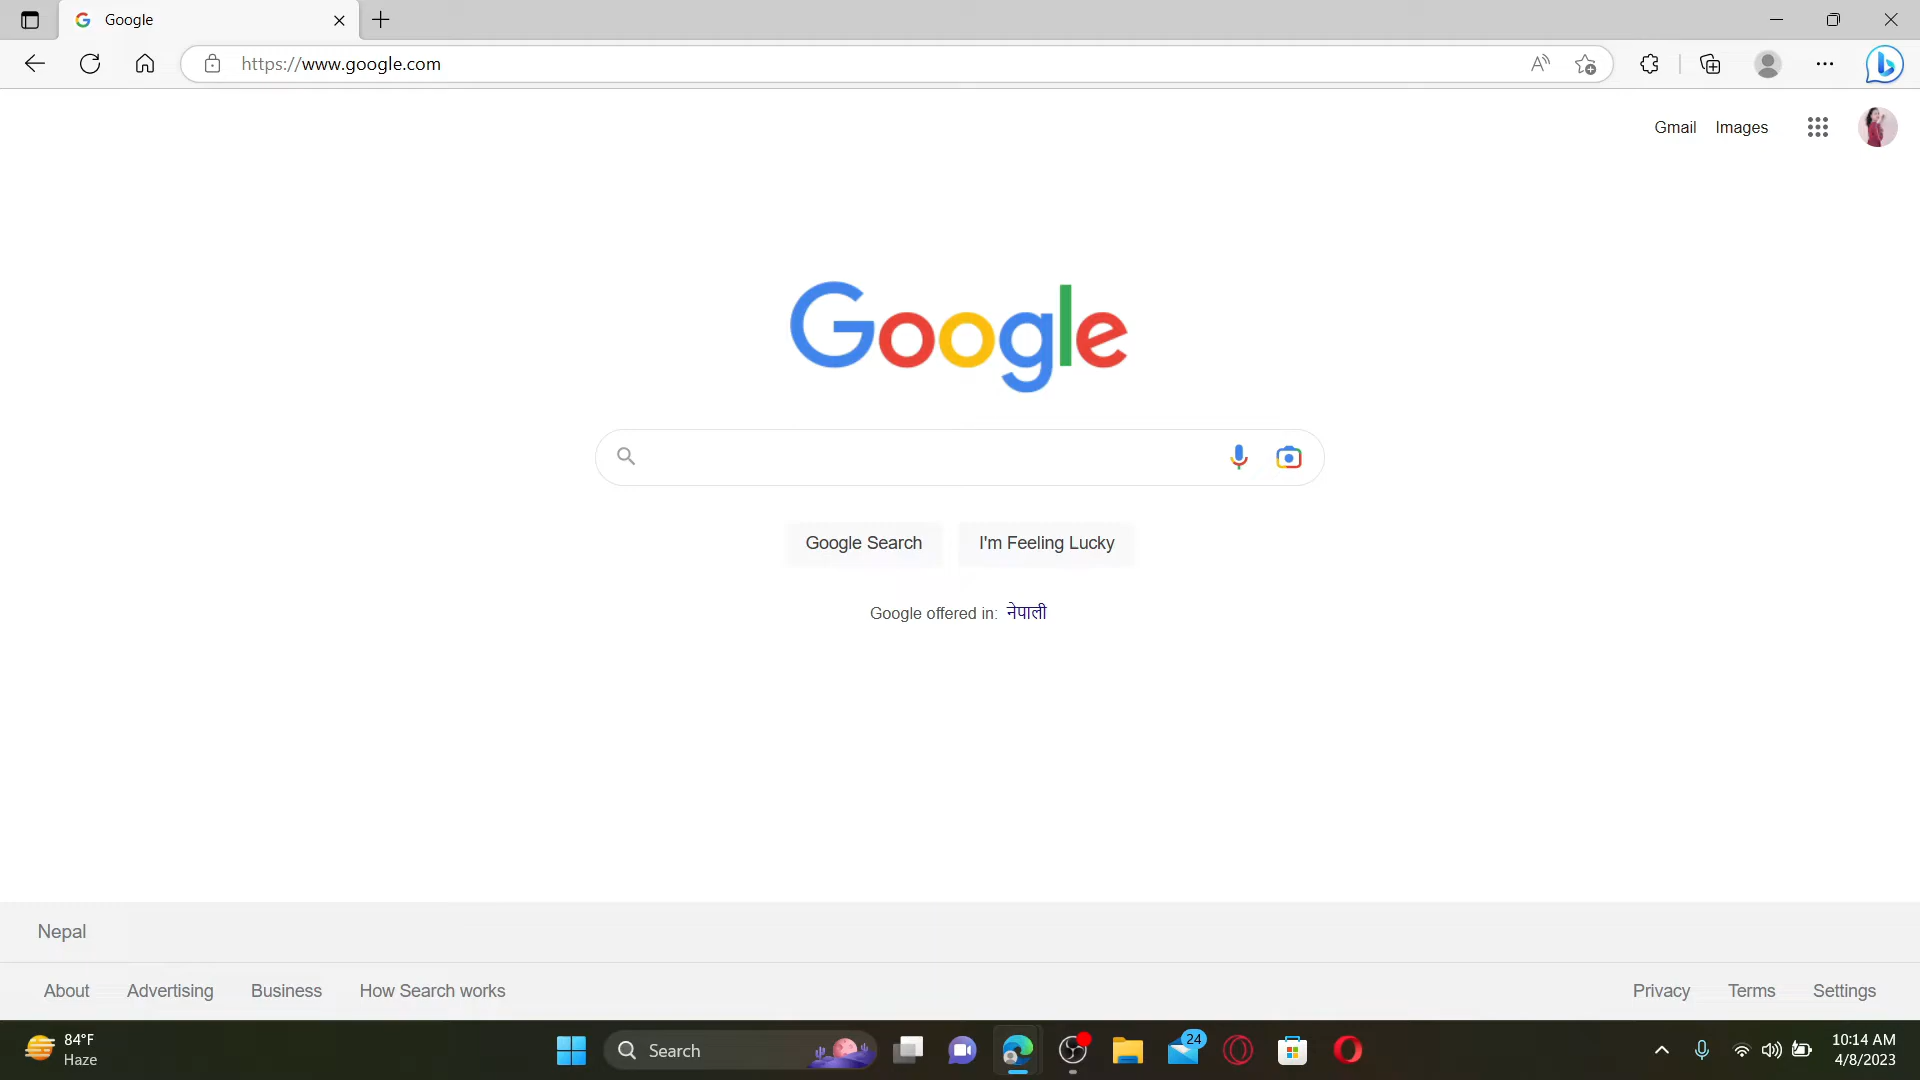 Google
https://www.google.com
Gmail Images
Google
Google Search I'm Feeling Lucky
Google offered in: नेपाली
Nepal
About Advertising Business How Search works Privacy Terms Settings
84°F
Haze
Search
24
10:14 AM
4/8/2023